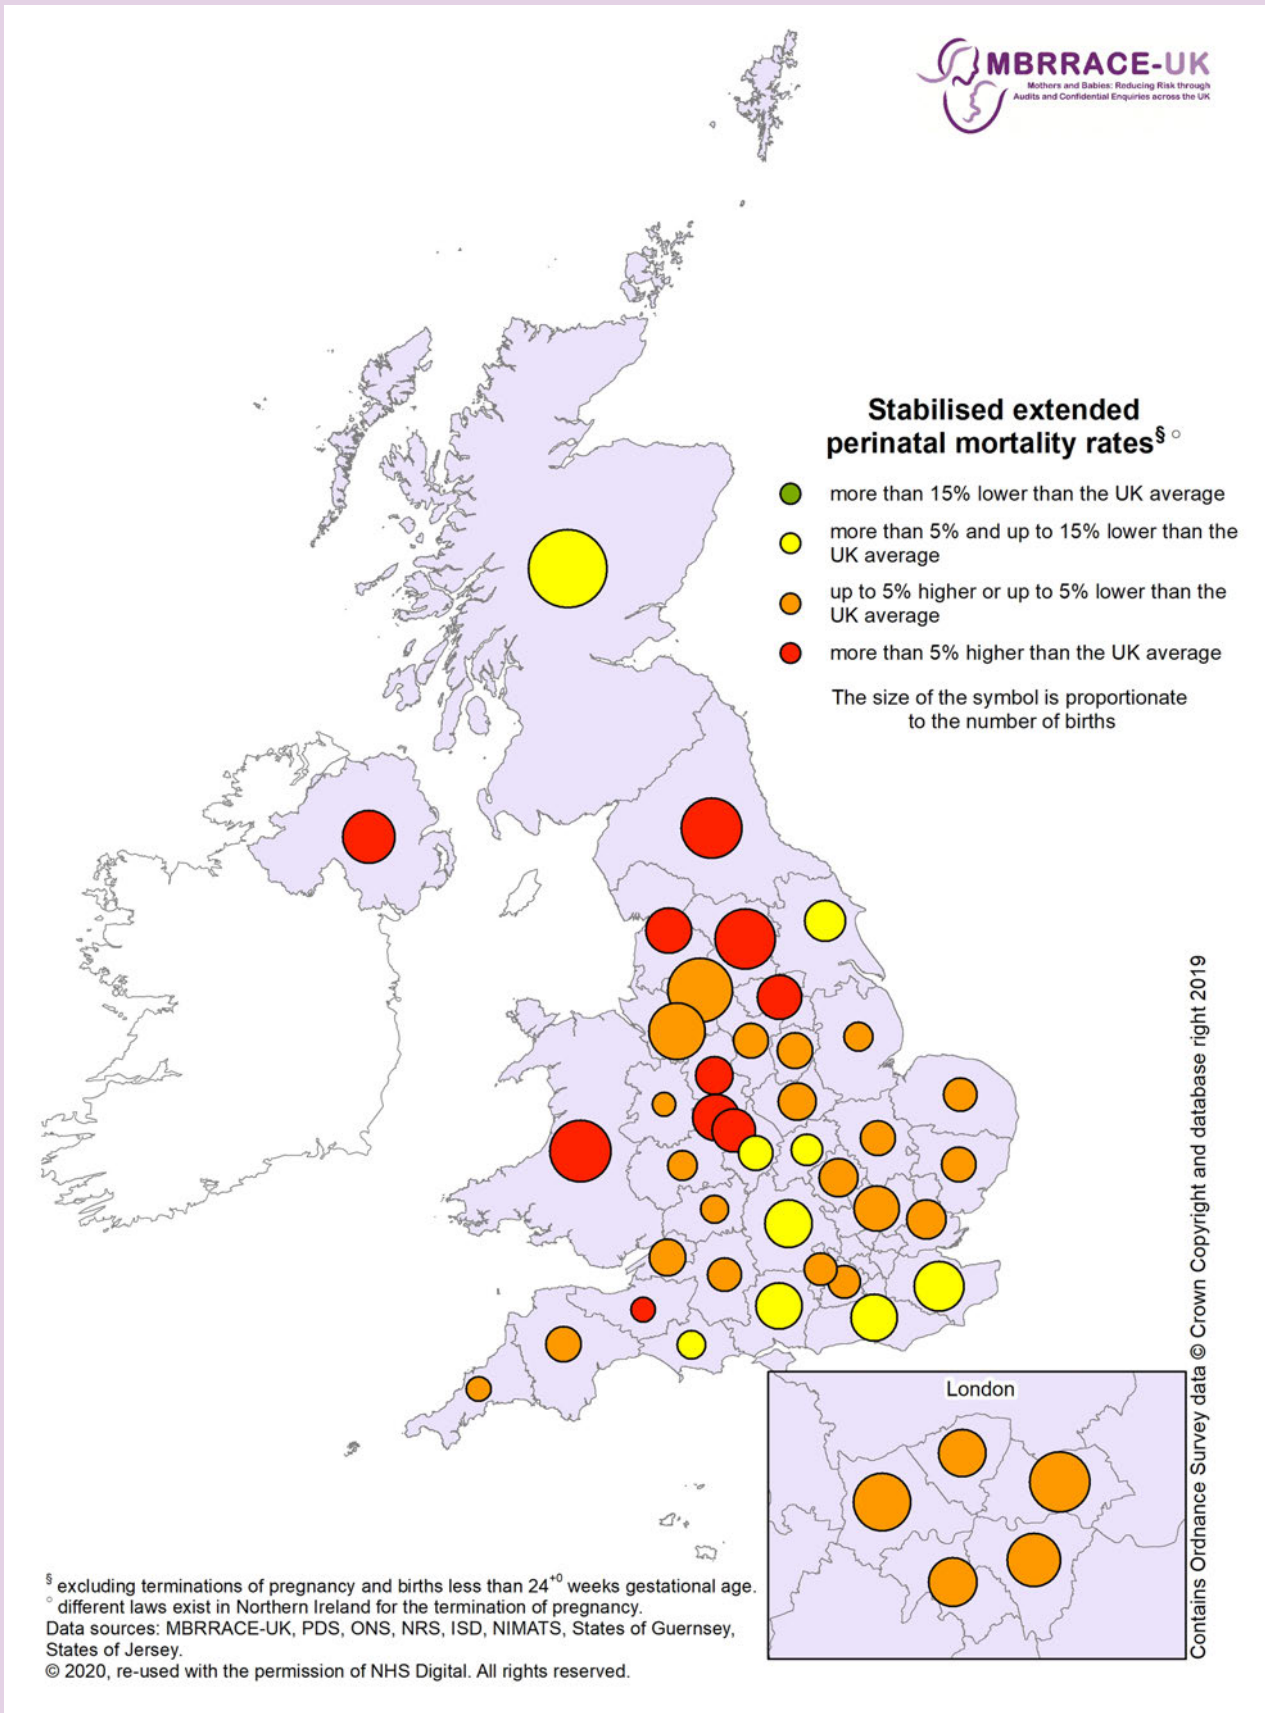 MBRRACE-UK
Mothers and Babies: Reducing Risk through
Audits and Confidential Enquiries across the UK
Stabilised extended
perinatal mortality rates§ °
more than 15% lower than the UK average
more than 5% and up to 15% lower than the
UK average
up to 5% higher or up to 5% lower than the
UK average
more than 5% higher than the UK average
The size of the symbol is proportionate
to the number of births
London
Contains Ordnance Survey data © Crown Copyright and database right 2019
§ excluding terminations of pregnancy and births less than 24+0 weeks gestational age.
° different laws exist in Northern Ireland for the termination of pregnancy.
Data sources: MBRRACE-UK, PDS, ONS, NRS, ISD, NIMATS, States of Guernsey,
States of Jersey.
© 2020, re-used with the permission of NHS Digital. All rights reserved.